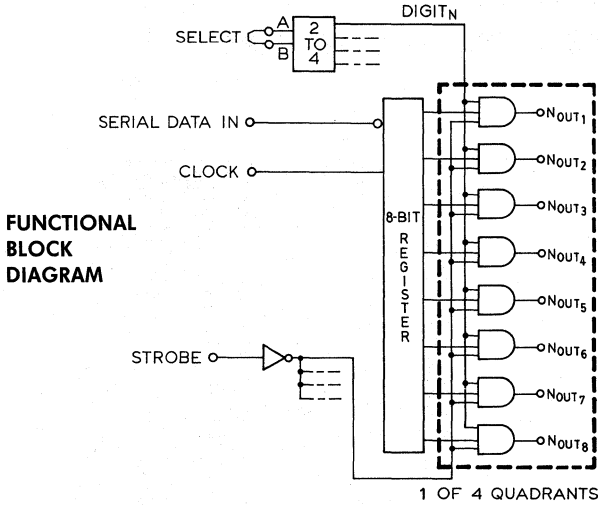 DIGITN
SELECT
A
B
2
TO
4
SERIAL DATA IN
CLOCK
FUNCTIONAL
BLOCK
DIAGRAM
8-BIT
REGISTER
STROBE
NOUT1
NOUT2
NOUT3
NOUT4
NOUT5
NOUT6
NOUT7
NOUT8
1 OF 4 QUADRANTS